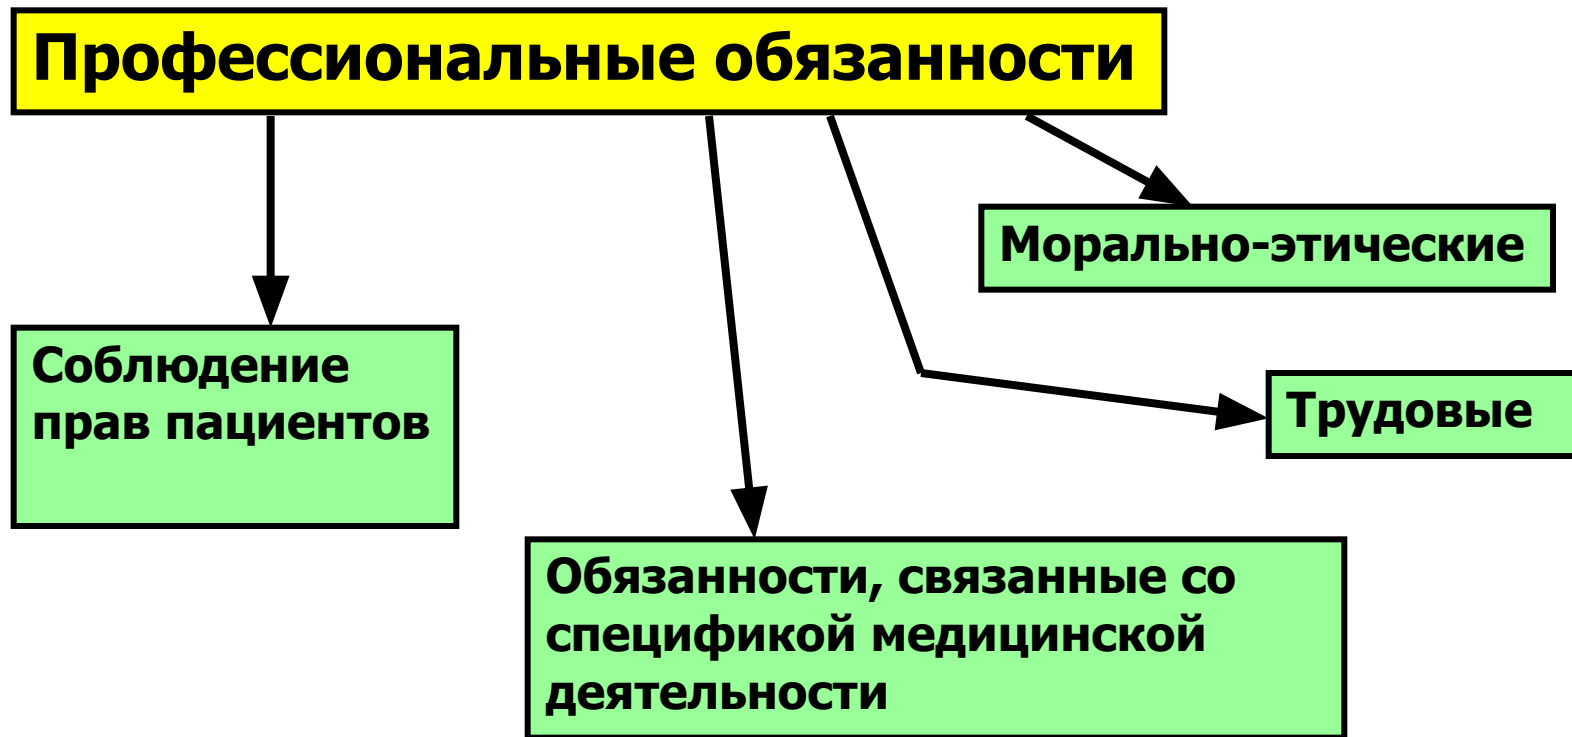 Профессиональные обязанности
Морально-этические
Соблюдение
прав пациентов
Трудовые
Обязанности, связанные со
спецификой медицинской
деятельности